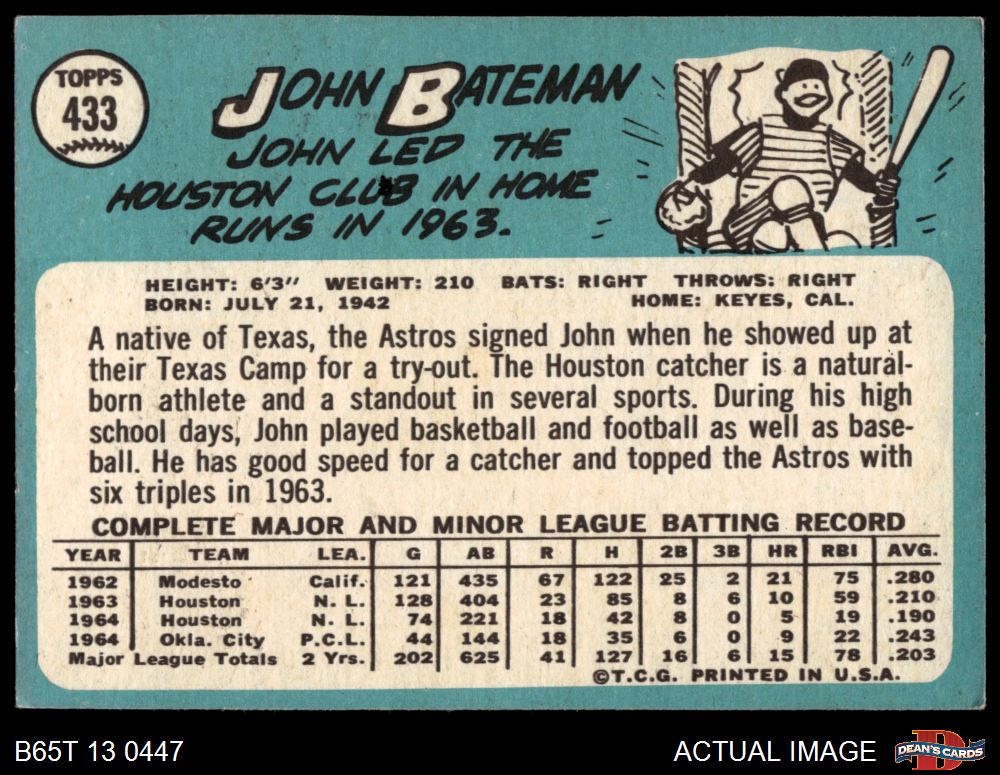 TOPPS
433
JOHN BATEMAN
JOHN LED THE
HOUSTON CLUB IN HOME
RUNS IN 1963.
HEIGHT: 6'3" WEIGHT: 210 BATS: RIGHT THROWS: RIGHT
BORN: JULY 21, 1942 HOME: KEYES, CAL.
A native of Texas, the Astros signed John when he showed up at
their Texas Camp for a try-out. The Houston catcher is a natural-
born athlete and a standout in several sports. During his high
school days, John played basketball and football as well as base-
ball. He has good speed for a catcher and topped the Astros with
six triples in 1963.
COMPLETE MAJOR AND MINOR LEAGUE BATTING RECORD
YEAR TEAM LEA. G AB R H 2B 3B HR RBI AVG.
1962 Modesto Calif. 121 435 67 122 25 2 21 75 .280
1963 Houston N. L. 128 404 23 85 8 6 10 59 .210
1964 Houston N. L. 74 221 18 42 8 0 5 19 .190
1964 Okla. City P.C.L. 44 144 18 35 6 0 9 22 .243
Major League Totals 2 Yrs. 202 625 41 127 16 6 15 78 .203
©T.C.G. PRINTED IN U.S.A.
B65T 13 0447 ACTUAL IMAGE DEAN'S CARDS